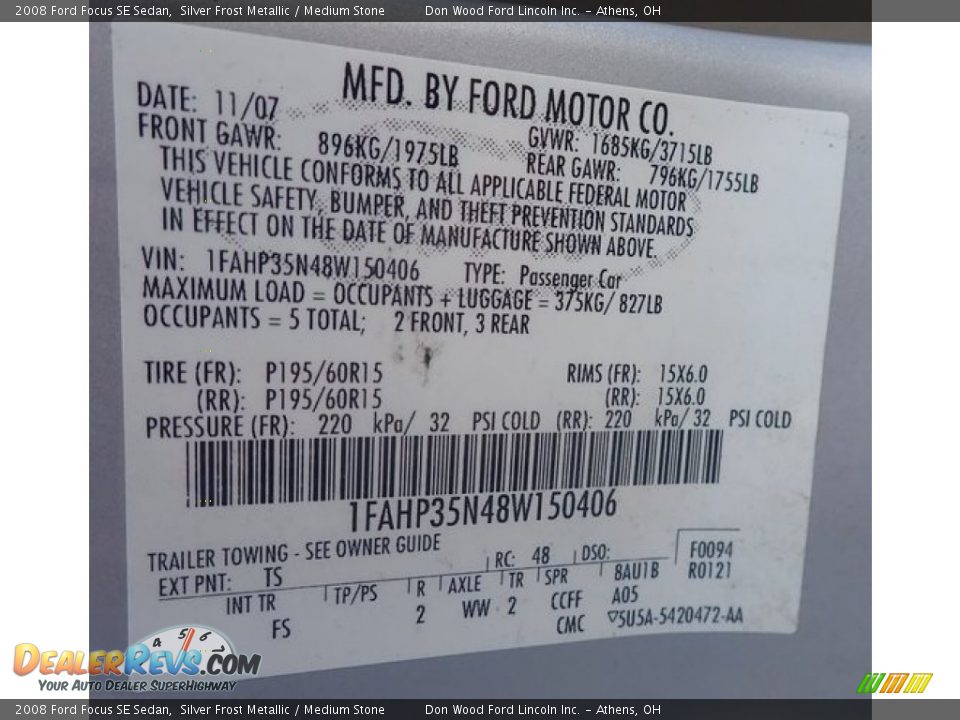 2008 Ford Focus SE Sedan,  Silver Frost Metallic / Medium Stone     Don Wood Ford Lincoln Inc. - Athens, OH
MFD. BY FORD MOTOR CO.
DATE: 11/07     GVWR: 1685KG/3715LB
FRONT GAWR: 896KG/1975LB     REAR GAWR: 796KG/1755LB
THIS VEHICLE CONFORMS TO ALL APPLICABLE FEDERAL MOTOR
VEHICLE SAFETY, BUMPER, AND THEFT PREVENTION STANDARDS
IN EFFECT ON THE DATE OF MANUFACTURE SHOWN ABOVE.
VIN: 1FAHP35N48W150406     TYPE: Passenger Car
MAXIMUM LOAD = OCCUPANTS + LUGGAGE = 375KG/ 827LB
OCCUPANTS = 5 TOTAL;  2 FRONT, 3 REAR
TIRE (FR): P195/60R15     RIMS (FR): 15X6.0
(RR): P195/60R15     (RR): 15X6.0
PRESSURE (FR): 220 kPa/ 32 PSI COLD (RR): 220 kPa/ 32 PSI COLD
1FAHP35N48W150406
TRAILER TOWING - SEE OWNER GUIDE     RC: 48 DSO:     F0094
EXT PNT: TS     R0121
INT TR TP/PS R AXLE TR SPR 8AU1B
FS 2 WW 2 CCFF A05
CMC 5U5A-5420472-AA
4 5 6
DEALERREVS.COM
YOUR AUTO DEALER SUPERHIGHWAY
2008 Ford Focus SE Sedan,  Silver Frost Metallic / Medium Stone     Don Wood Ford Lincoln Inc. - Athens, OH